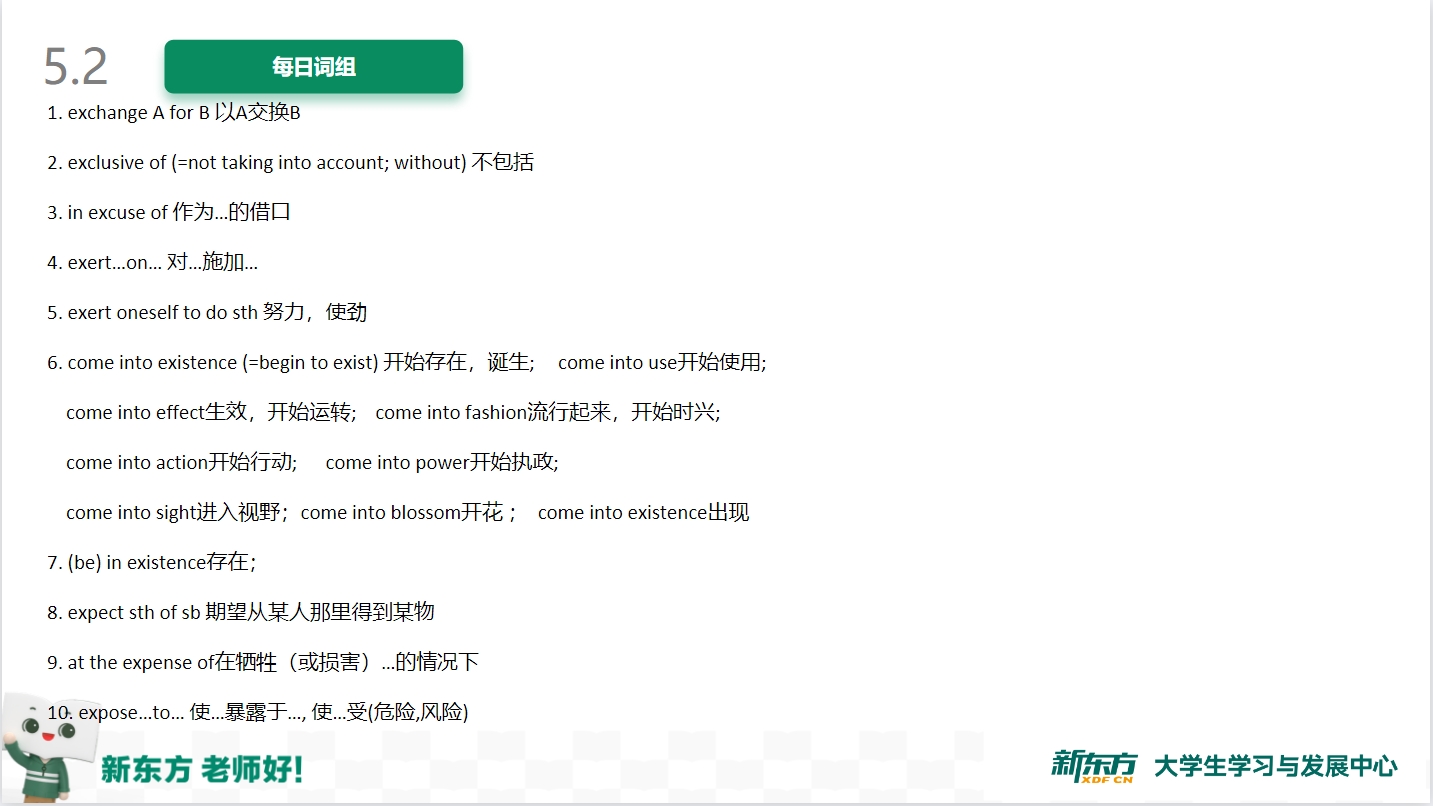 5.2
每日词组
1. exchange A for B 以A交换B
2. exclusive of (=not taking into account; without) 不包括
3. in excuse of 作为...的借口
4. exert...on... 对...施加...
5. exert oneself to do sth 努力，使劲
6. come into existence (=begin to exist) 开始存在，诞生; come into use开始使用;
come into effect生效，开始运转; come into fashion流行起来，开始时兴;
come into action开始行动; come into power开始执政;
come into sight进入视野；come into blossom开花； come into existence出现
7. (be) in existence存在；
8. expect sth of sb 期望从某人那里得到某物
9. at the expense of在牺牲（或损害）...的情况下
10. expose...to... 使...暴露于..., 使...受(危险,风险)
新东方 老师好!
新东方 XDF.CN 大学生学习与发展中心